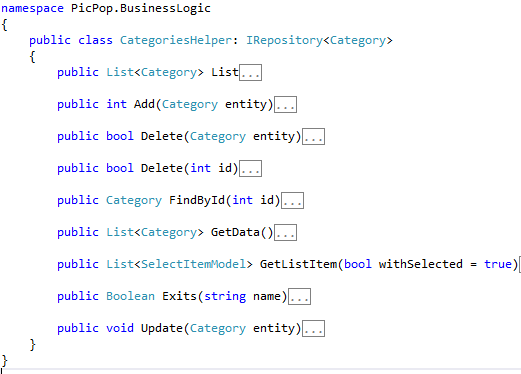 namespace PicPop.BusinessLogic
{
    public class CategoriesHelper: IRepository<Category>
    {
        public List<Category> List...
        public int Add(Category entity)...
        public bool Delete(Category entity)...
        public bool Delete(int id)...
        public Category FindById(int id)...
        public List<Category> GetData()...
        public List<SelectItemModel> GetListItem(bool withSelected = true)
        public Boolean Exits(string name)...
        public void Update(Category entity)...
    }
}